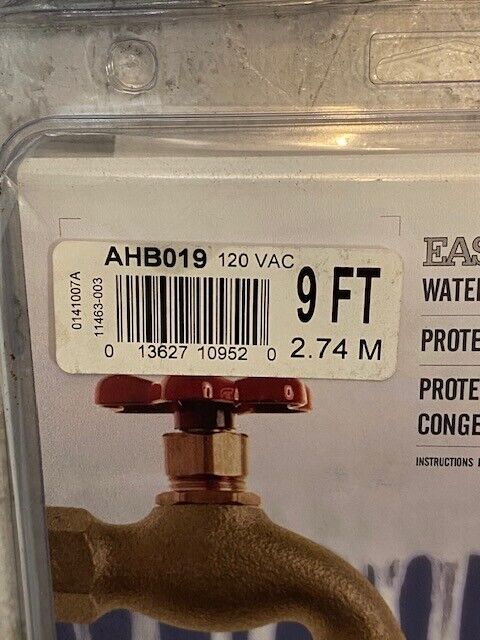 AHB019 120 VAC
0141007A
11463-003
9 FT
0 13627 10952 0
2.74 M
EAS
WATE
PROTE
PROTE
CONGE
INSTRUCTIONS